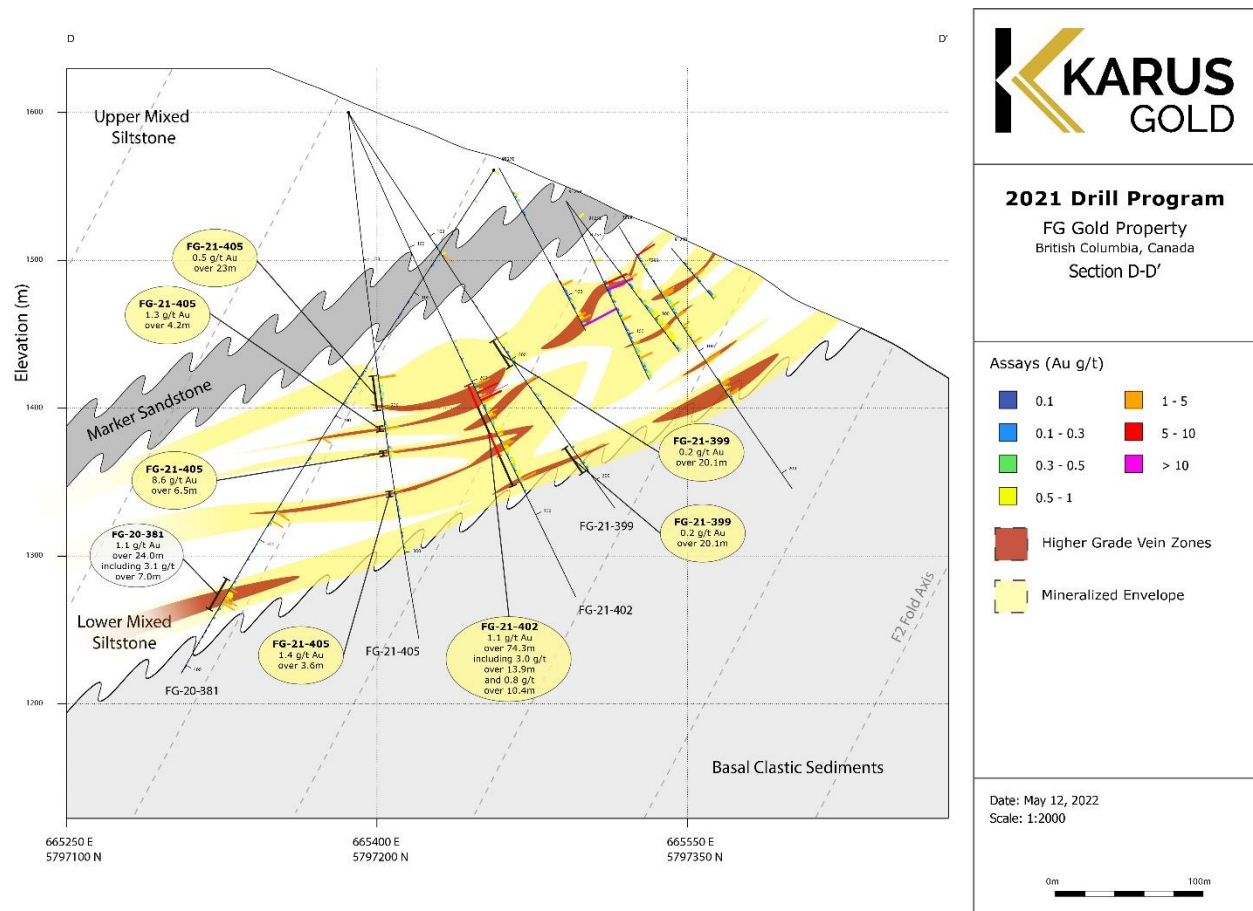 D
D'
KARUS
GOLD
2021 Drill Program
FG Gold Property
British Columbia, Canada
Section D-D'
Assays (Au g/t)
0.1
0.1 - 0.3
0.3 - 0.5
0.5 - 1
1 - 5
5 - 10
> 10
Higher Grade Vein Zones
Mineralized Envelope
Date: May 12, 2022
Scale: 1:2000
0m
100m
Elevation (m)
1600
1500
1400
1300
1200
Upper Mixed
Siltstone
Marker Sandstone
Lower Mixed
Siltstone
Basal Clastic Sediments
F2 Fold Axis
FG-21-405
0.5 g/t Au
over 23m
FG-21-405
1.3 g/t Au
over 4.2m
FG-21-405
8.6 g/t Au
over 6.5m
FG-20-381
1.1 g/t Au
over 24.0m
including 3.1 g/t
over 7.0m
FG-21-405
1.4 g/t Au
over 3.6m
FG-21-402
1.1 g/t Au
over 74.3m
including 3.0 g/t
over 13.9m
and 0.8 g/t
over 10.4m
FG-21-399
0.2 g/t Au
over 20.1m
FG-21-399
0.2 g/t Au
over 20.1m
FG-21-399
FG-21-402
FG-21-405
FG-20-381
665250 E
5797100 N
665400 E
5797200 N
665550 E
5797350 N